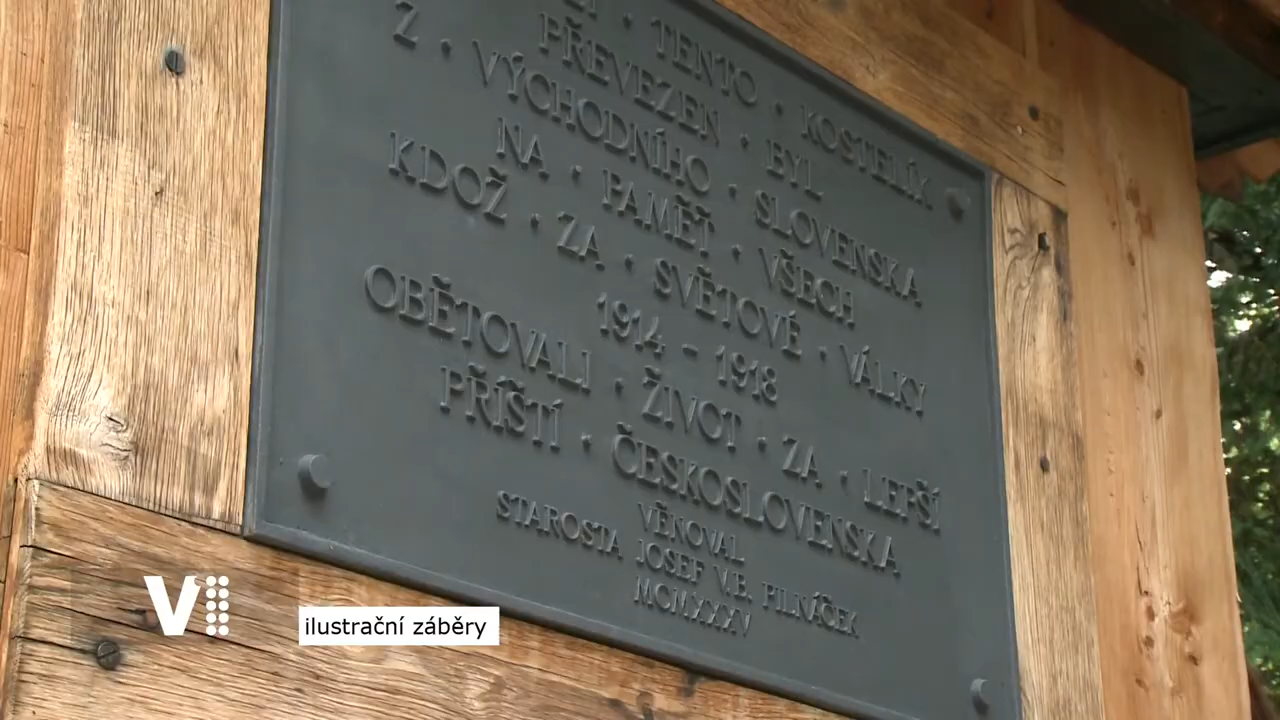 TENTO · KOSTELÍK
PŘEVEZEN · BYL
Z · VÝCHODNÍHO · SLOVENSKA
NA · PAMĚŤ · VŠECH
KDOŽ · ZA · SVĚTOVÉ · VÁLKY
1914 - 1918
OBĚTOVALI · ŽIVOT · ZA · LEPŠÍ
PŘÍŠTÍ · ČESKOSLOVENSKA
VĚNOVAL
STAROSTA JOSEF V.B. PILNÁČEK
MCMXXXV
Vi
ilustrační záběry